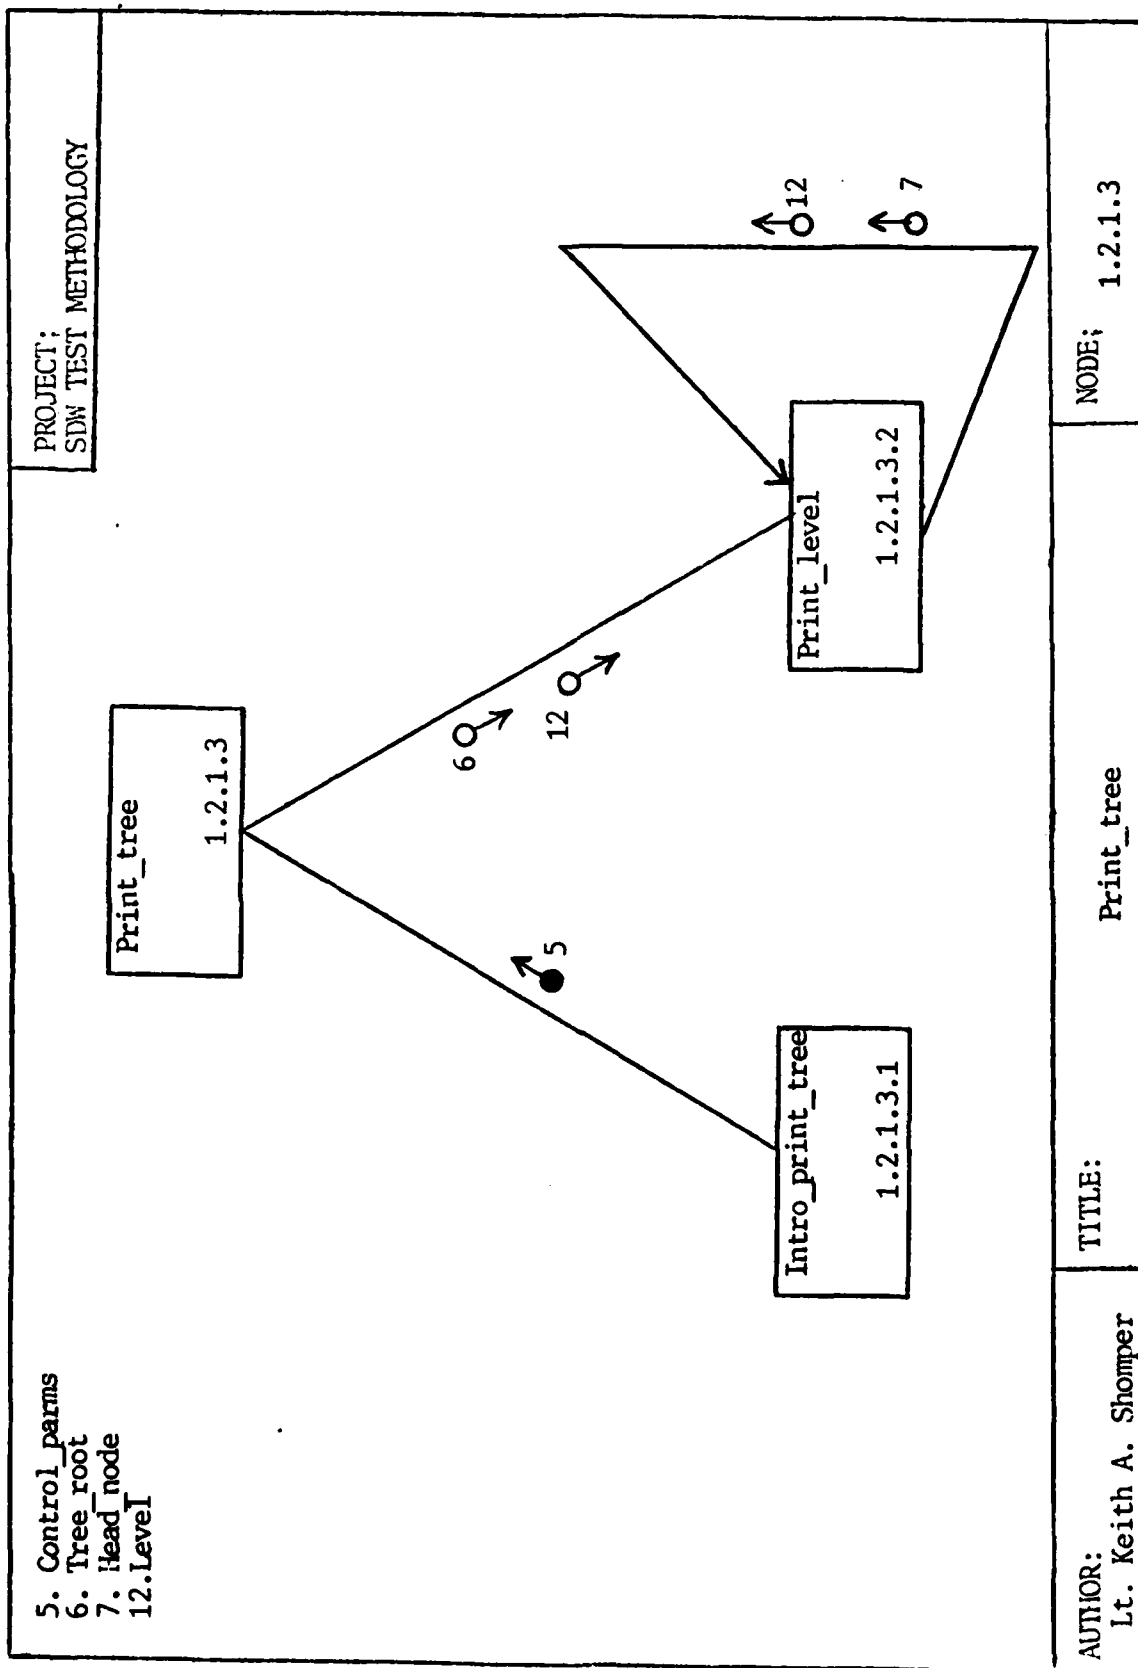 5. Control_parms
6. Tree_root
7. Head_node
12.Level
PROJECT:
SDW TEST METHODOLOGY
Print_tree
1.2.1.3
5
6
12
Intro_print_tree
1.2.1.3.1
Print_level
1.2.1.3.2
12
7
AUTHOR:
Lt. Keith A. Shomper
TITLE:
Print_tree
NODE:
1.2.1.3